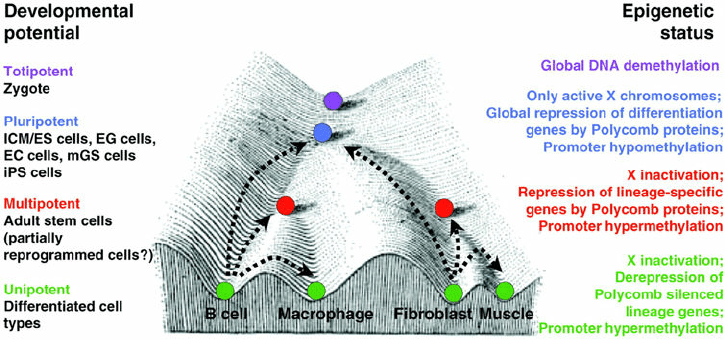 Developmental
potential
Totipotent
Zygote
Pluripotent
ICM/ES cells, EG cells,
EC cells, mGS cells
iPS cells
Multipotent
Adult stem cells
(partially
reprogrammed cells?)
Unipotent
Differentiated cell
types
B cell
Macrophage
Fibroblast
Muscle
Epigenetic
status
Global DNA demethylation
Only active X chromosomes;
Global repression of differentiation
genes by Polycomb proteins;
Promoter hypomethylation
X inactivation;
Repression of lineage-specific
genes by Polycomb proteins;
Promoter hypermethylation
X inactivation;
Derepression of
Polycomb silenced
lineage genes;
Promoter hypermethylation